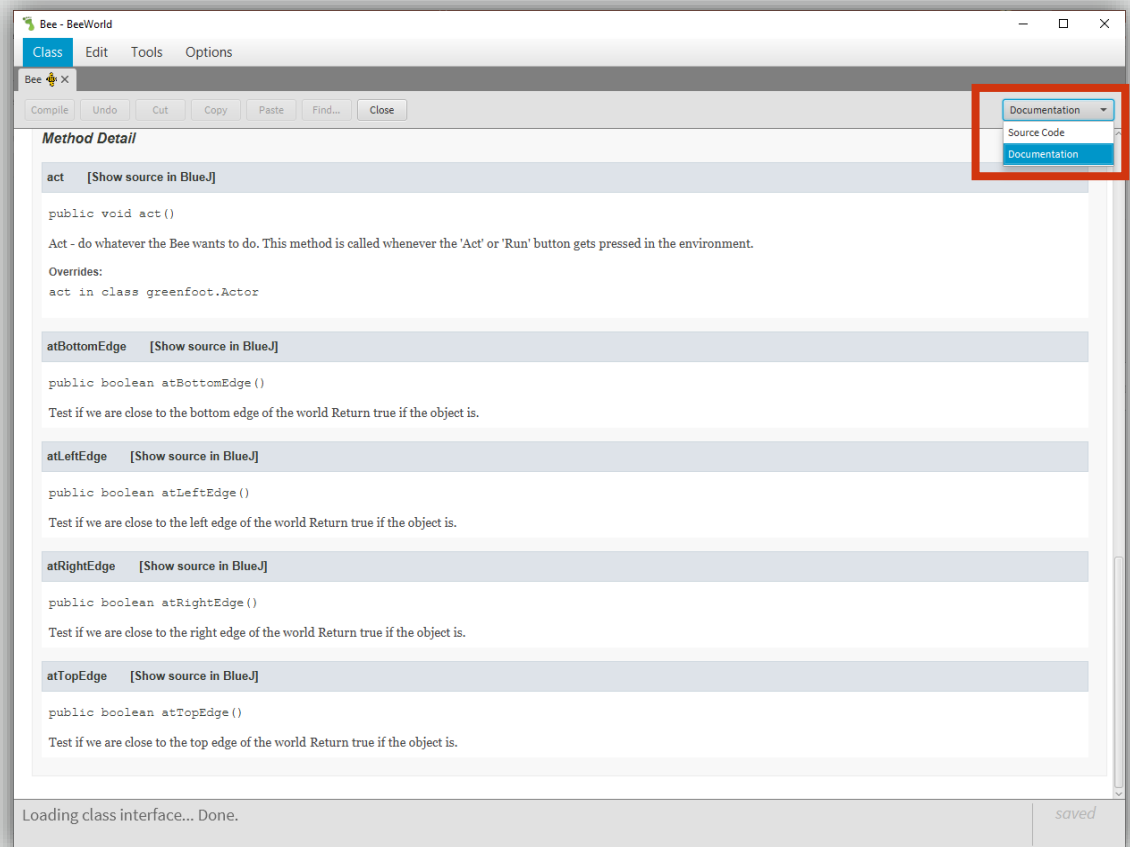 Bee - BeeWorld
Class Edit Tools Options
Bee
Compile Undo Cut Copy Paste Find... Close Documentation
Source Code
Documentation
Method Detail
act [Show source in BlueJ]
public void act()
Act - do whatever the Bee wants to do. This method is called whenever the 'Act' or 'Run' button gets pressed in the environment.
Overrides:
act in class greenfoot.Actor
atBottomEdge [Show source in BlueJ]
public boolean atBottomEdge()
Test if we are close to the bottom edge of the world Return true if the object is.
atLeftEdge [Show source in BlueJ]
public boolean atLeftEdge()
Test if we are close to the left edge of the world Return true if the object is.
atRightEdge [Show source in BlueJ]
public boolean atRightEdge()
Test if we are close to the right edge of the world Return true if the object is.
atTopEdge [Show source in BlueJ]
public boolean atTopEdge()
Test if we are close to the top edge of the world Return true if the object is.
Loading class interface... Done.
saved